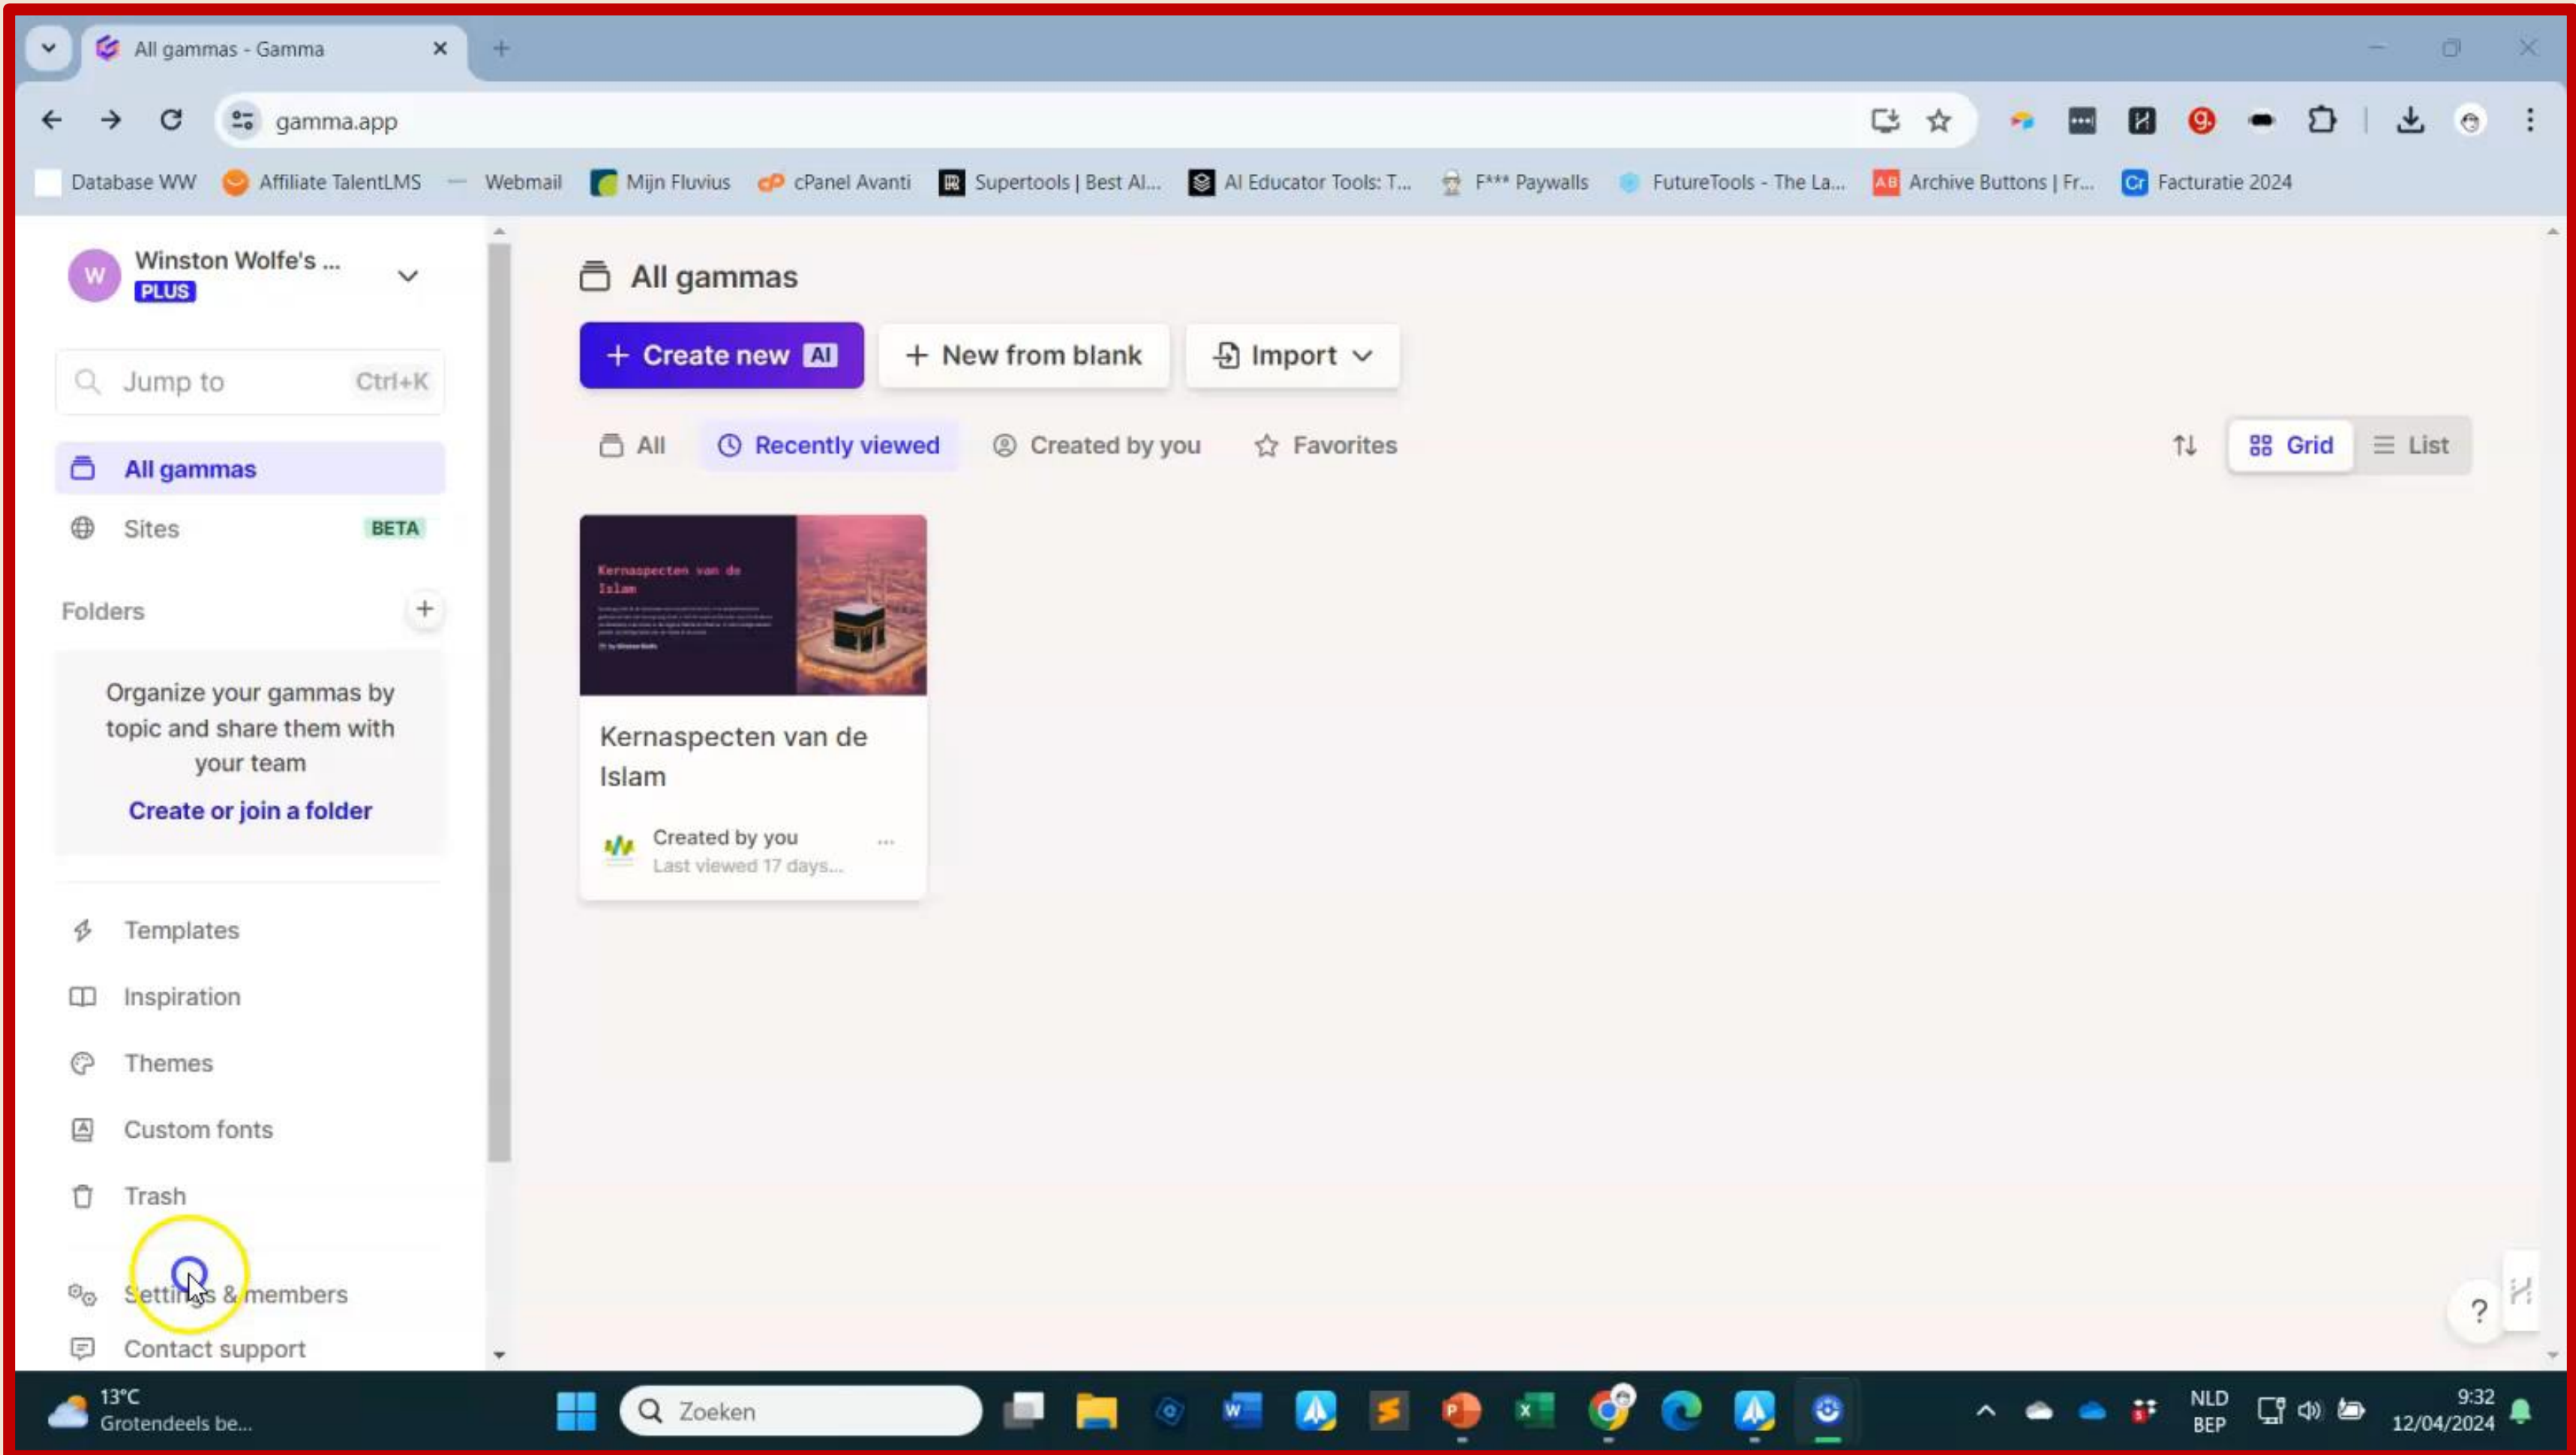 All gammas - Gamma
gamma.app
Database WW
Affiliate TalentLMS
Webmail
Mijn Fluvius
cPanel Avanti
Supertools | Best AI...
AI Educator Tools: T...
F*** Paywalls
FutureTools - The La...
Archive Buttons | Fr...
Facturatie 2024
W
Winston Wolfe's ...
PLUS
Jump to
Ctrl+K
All gammas
Sites
BETA
Folders
Organize your gammas by
topic and share them with
your team
Create or join a folder
Templates
Inspiration
Themes
Custom fonts
Trash
Settings & members
Contact support
All gammas
+ Create new AI
+ New from blank
Import
All
Recently viewed
Created by you
Favorites
Grid
List
Kernaspecten van de
Islam
by Winston Wolfe
Kernaspecten van de
Islam
Created by you
...
Last viewed 17 days...
?
13°C
Grotendeels be...
Zoeken
NLD
BEP
9:32
12/04/2024